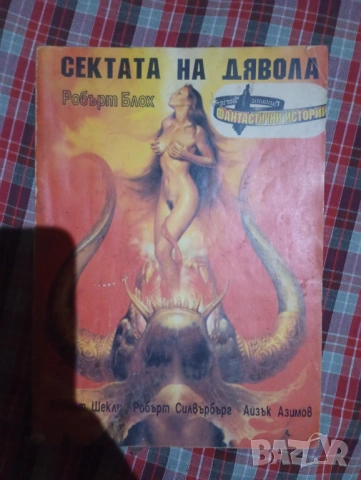 СЕКТАТА НА ДЯВОЛА
Робърт Блох
ФАНТАСТИЧНИ ИСТОРИИ
Шекли Робърт Силвърбърг Айзък Азимов
BAZAR